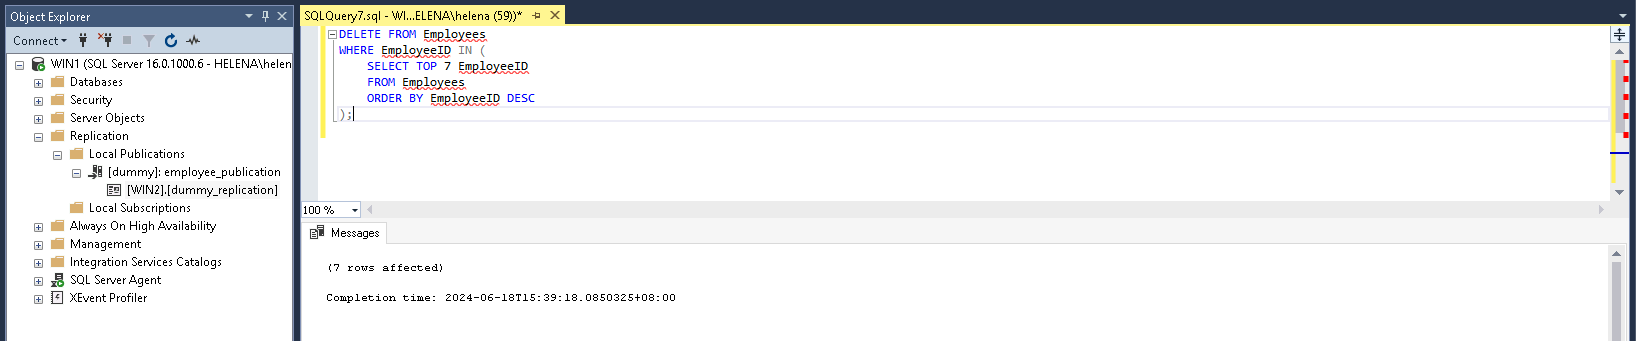 Object Explorer
Connect
WIN1 (SQL Server 16.0.1000.6 - HELENA\helen
Databases
Security
Server Objects
Replication
Local Publications
[dummy]: employee_publication
[WIN2].[dummy_replication]
Local Subscriptions
Always On High Availability
Management
Integration Services Catalogs
SQL Server Agent
XEvent Profiler
SQLQuery7.sql - WI...ELENA\helena (59))*
DELETE FROM Employees
WHERE EmployeeID IN (
SELECT TOP 7 EmployeeID
FROM Employees
ORDER BY EmployeeID DESC
);
100 %
Messages
(7 rows affected)
Completion time: 2024-06-18T15:39:18.0850325+08:00